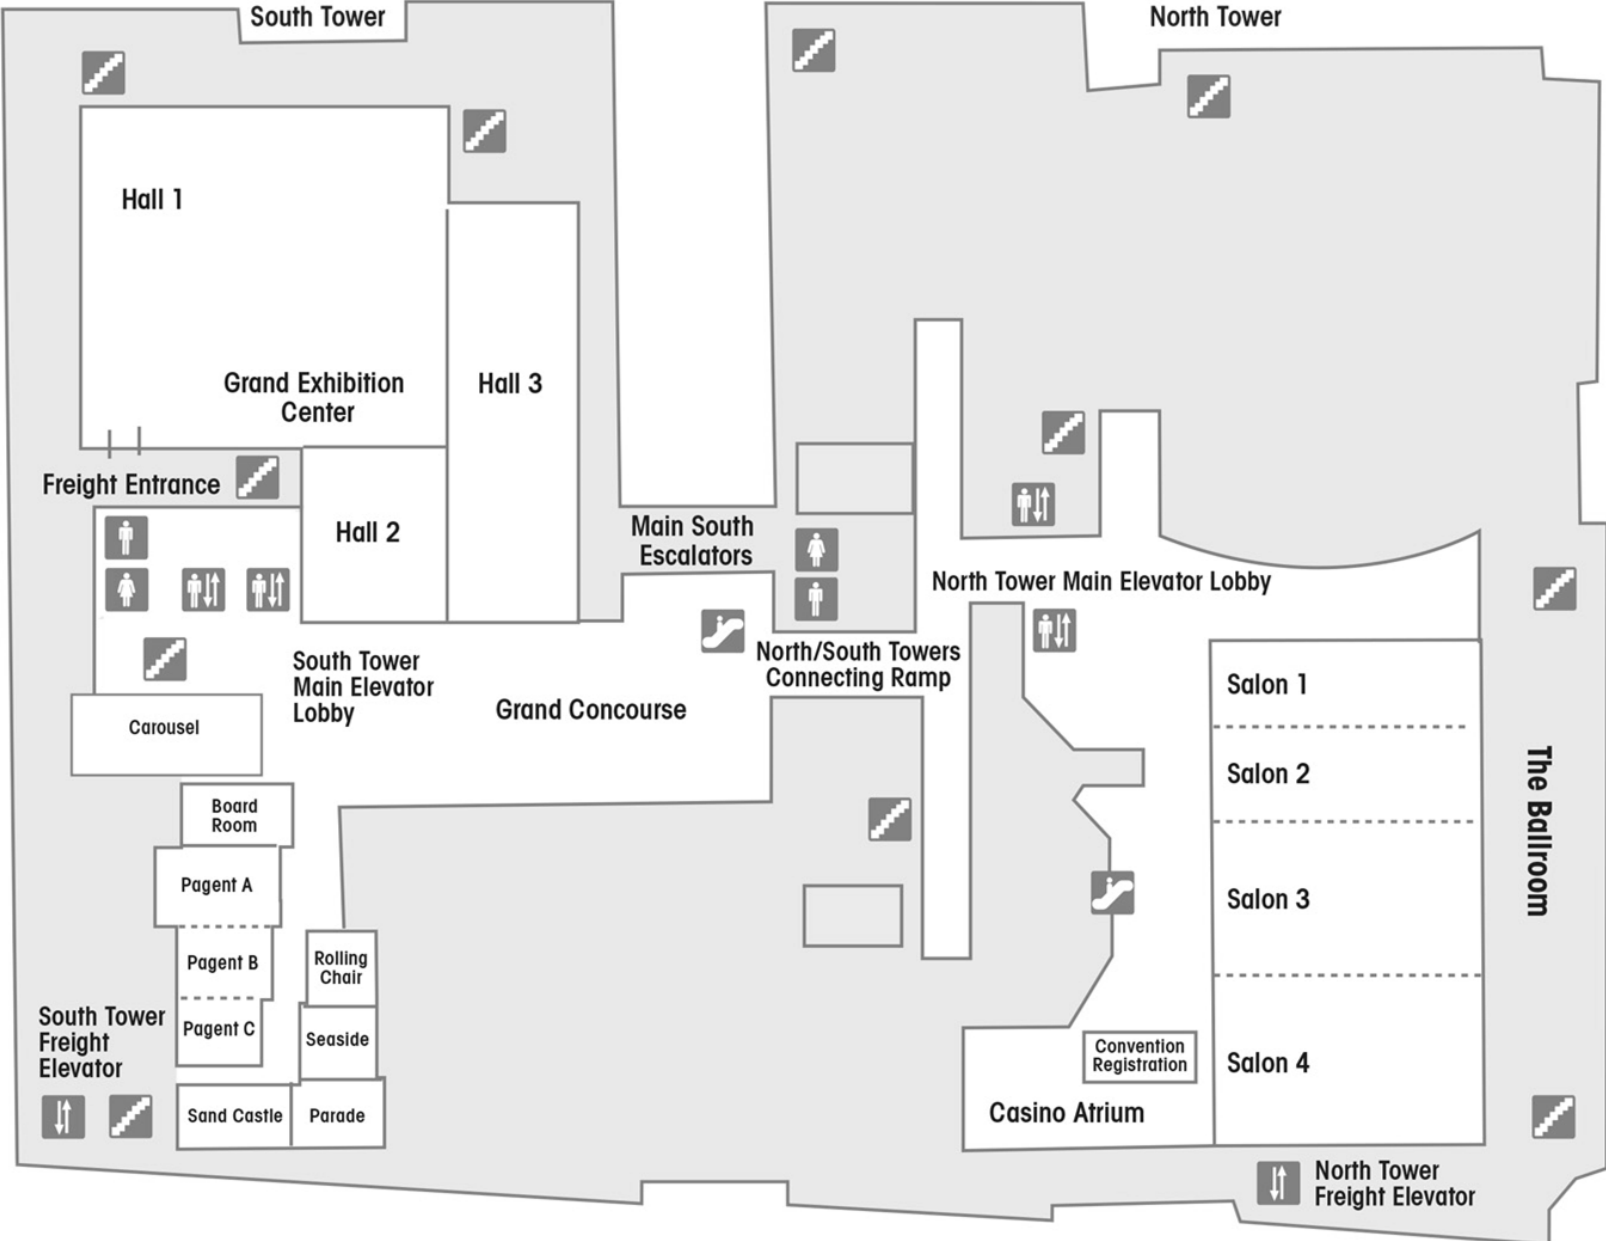 South Tower
North Tower
Hall 1
Grand Exhibition
Center
Hall 3
Freight Entrance
Hall 2
Main South
Escalators
North Tower Main Elevator Lobby
South Tower
Main Elevator
Lobby
North/South Towers
Connecting Ramp
Grand Concourse
Carousel
Salon 1
Salon 2
The Ballroom
Board
Room
Pagent A
Salon 3
Pagent B
Rolling
Chair
South Tower
Freight
Elevator
Pagent C
Seaside
Convention
Registration
Salon 4
Sand Castle
Parade
Casino Atrium
North Tower
Freight Elevator